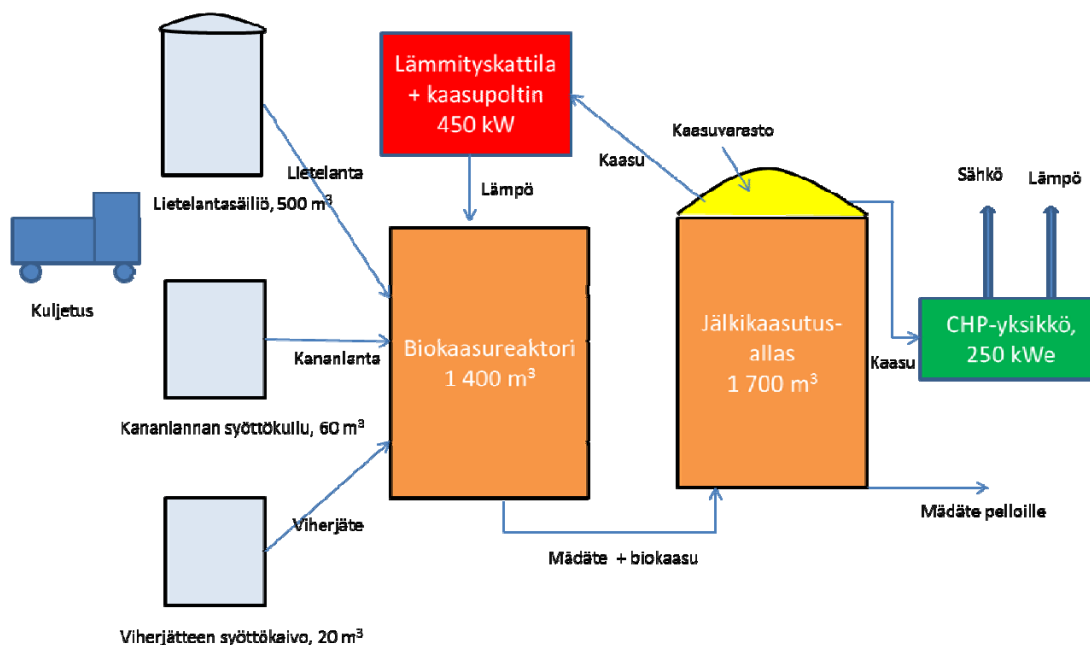 Lämmityskattila
+ kaasupoltin
450 kW
Kaasuvarasto
Kaasu
Sähkö
Lämpö
Lietelanta
Lämpö
Lietelantasäiliö, 500 m³
Kuljetus
Biokaasureaktori
1 400 m³
Jälkikaasutus-
allas
1 700 m³
CHP-yksikkö,
250 kWe
Kananlanta
Kaasu
Kananlannan syöttökuilu, 60 m³
Mädäte pelloille
Viherjäte
Mädäte + biokaasu
Viherjätteen syöttökaivo, 20 m³